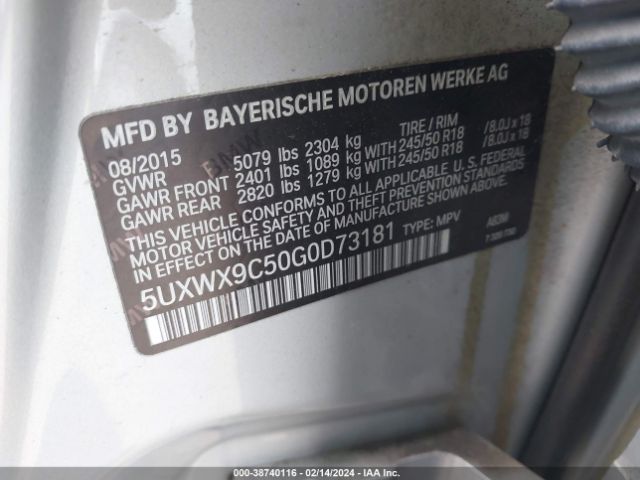 MFD BY BAYERISCHE MOTOREN WERKE AG
08/2015
TIRE / RIM
GVWR 5079 lbs 2304 kg
GAWR FRONT 2401 lbs 1089 kg WITH 245/50 R18 / 8.0J x 18
GAWR REAR 2820 lbs 1279 kg WITH 245/50 R18 / 8.0J x 18
THIS VEHICLE CONFORMS TO ALL APPLICABLE U.S. FEDERAL
MOTOR VEHICLE SAFETY AND THEFT PREVENTION STANDARDS
IN EFFECT ON THE DATE OF MANUFACTURE SHOWN ABOVE.
5UXWX9C50G0D73181 TYPE: MPV
000-38740116 - 02/14/2024 - IAA Inc.